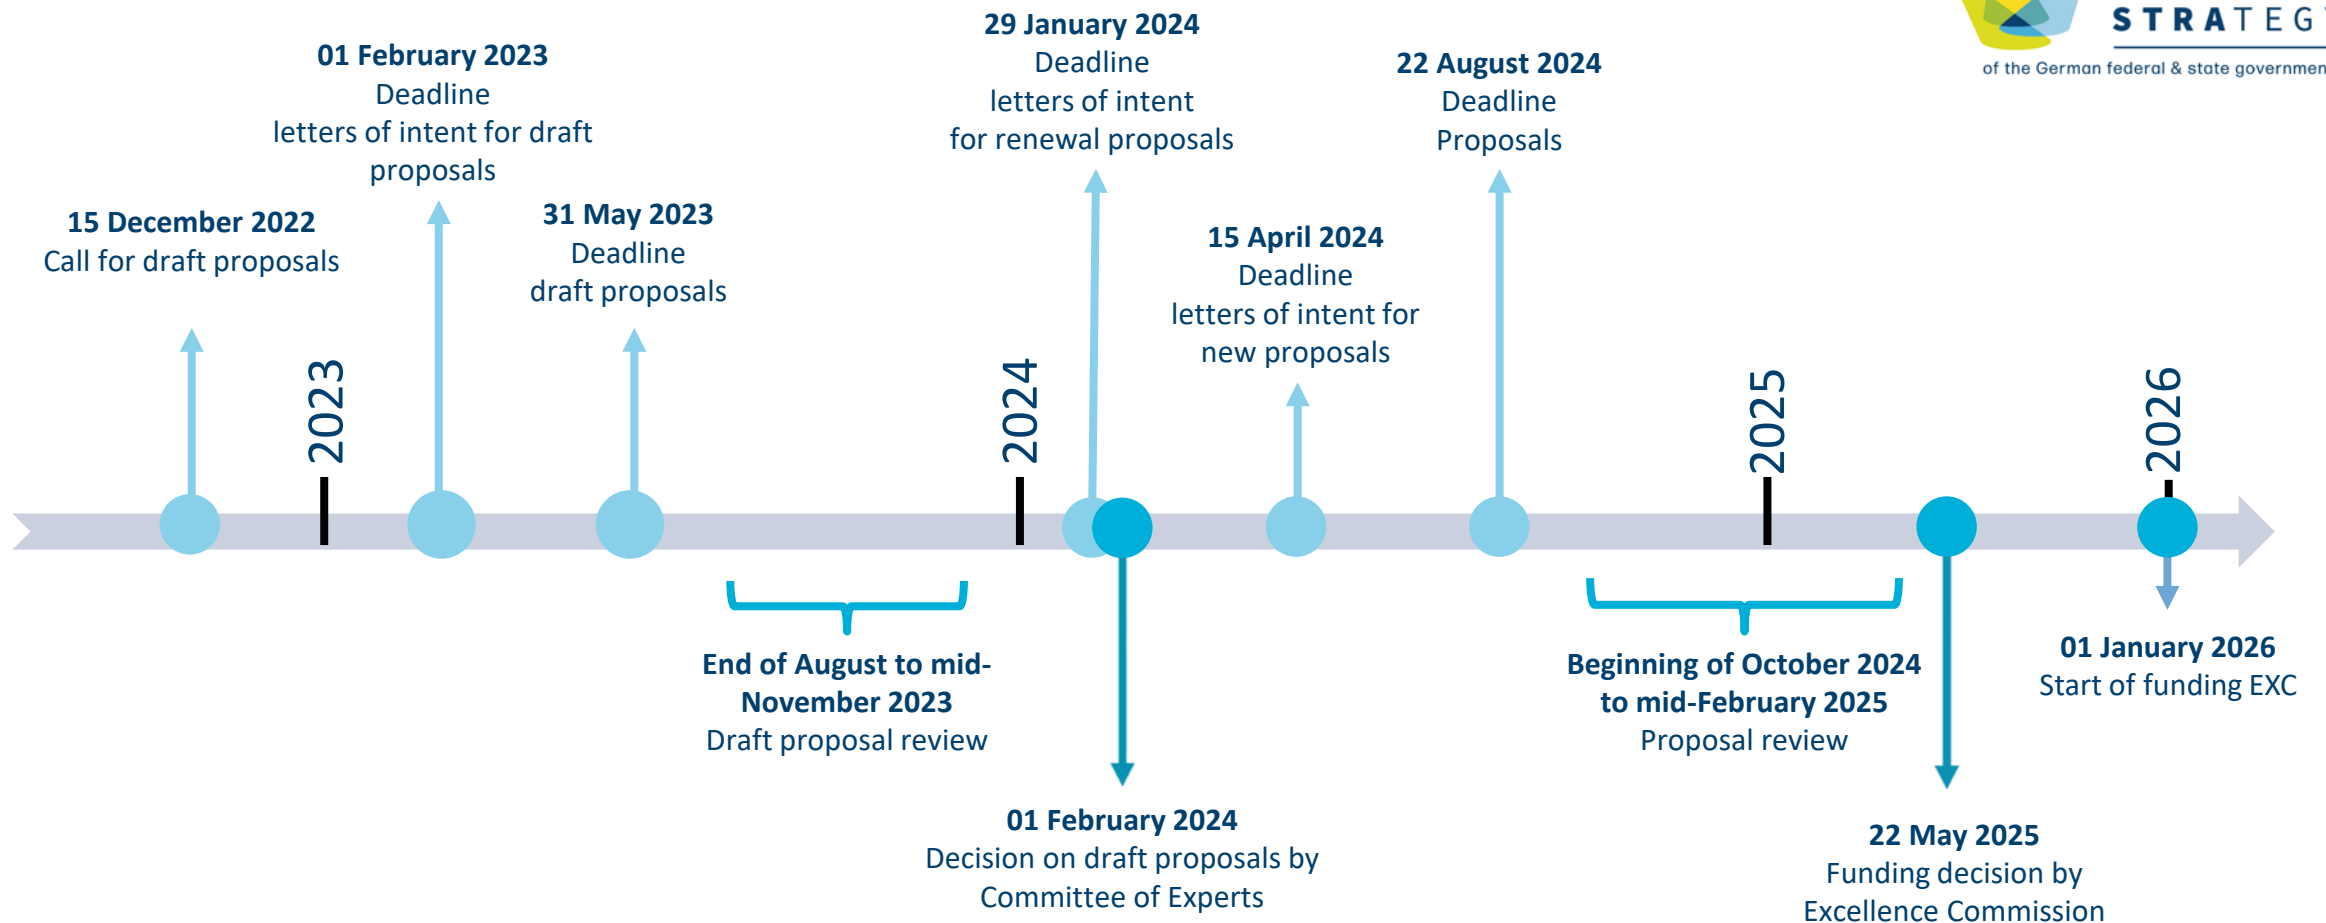 STRATEGY
of the German federal & state governmen
29 January 2024
Deadline
letters of intent
for renewal proposals
01 February 2023
Deadline
letters of intent for draft
proposals
22 August 2024
Deadline
Proposals
15 December 2022
Call for draft proposals
31 May 2023
Deadline
draft proposals
15 April 2024
Deadline
letters of intent for
new proposals
2023
2024
2025
2026
End of August to mid-
November 2023
Draft proposal review
Beginning of October 2024
to mid-February 2025
Proposal review
01 January 2026
Start of funding EXC
01 February 2024
Decision on draft proposals by
Committee of Experts
22 May 2025
Funding decision by
Excellence Commission